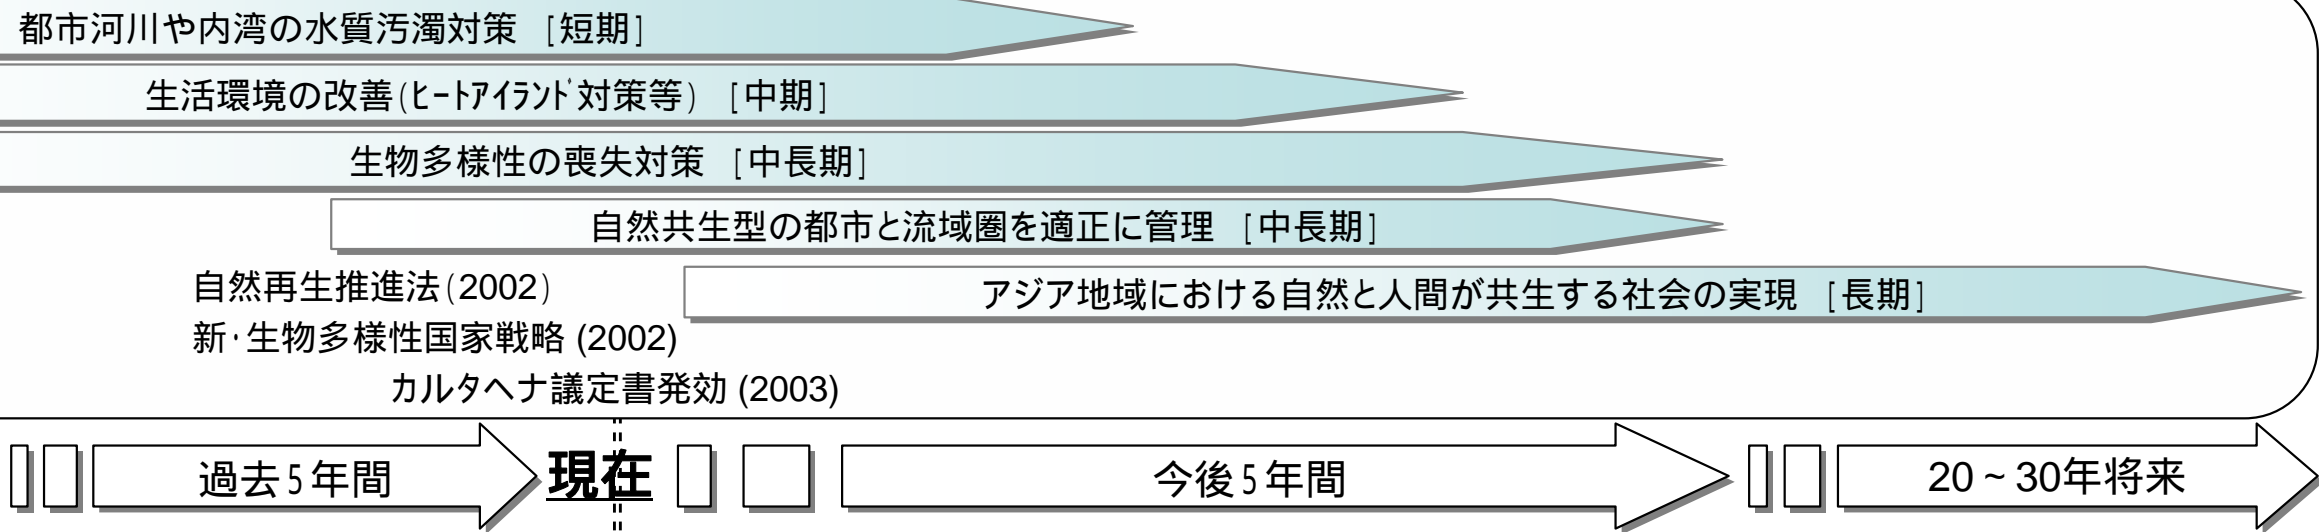 都市河川や内湾の水質汚濁対策 [短期]
生活環境の改善(ﾋｰﾄｱｲﾗﾝﾄﾞ対策等) [中期]
生物多様性の喪失対策 [中長期]
自然共生型の都市と流域圏を適正に管理 [中長期]
アジア地域における自然と人間が共生する社会の実現 [長期]
自然再生推進法(2002)
新･生物多様性国家戦略 (2002)
カルタヘナ議定書発効 (2003)
過去５年間
現在
今後５年間
20～30年将来